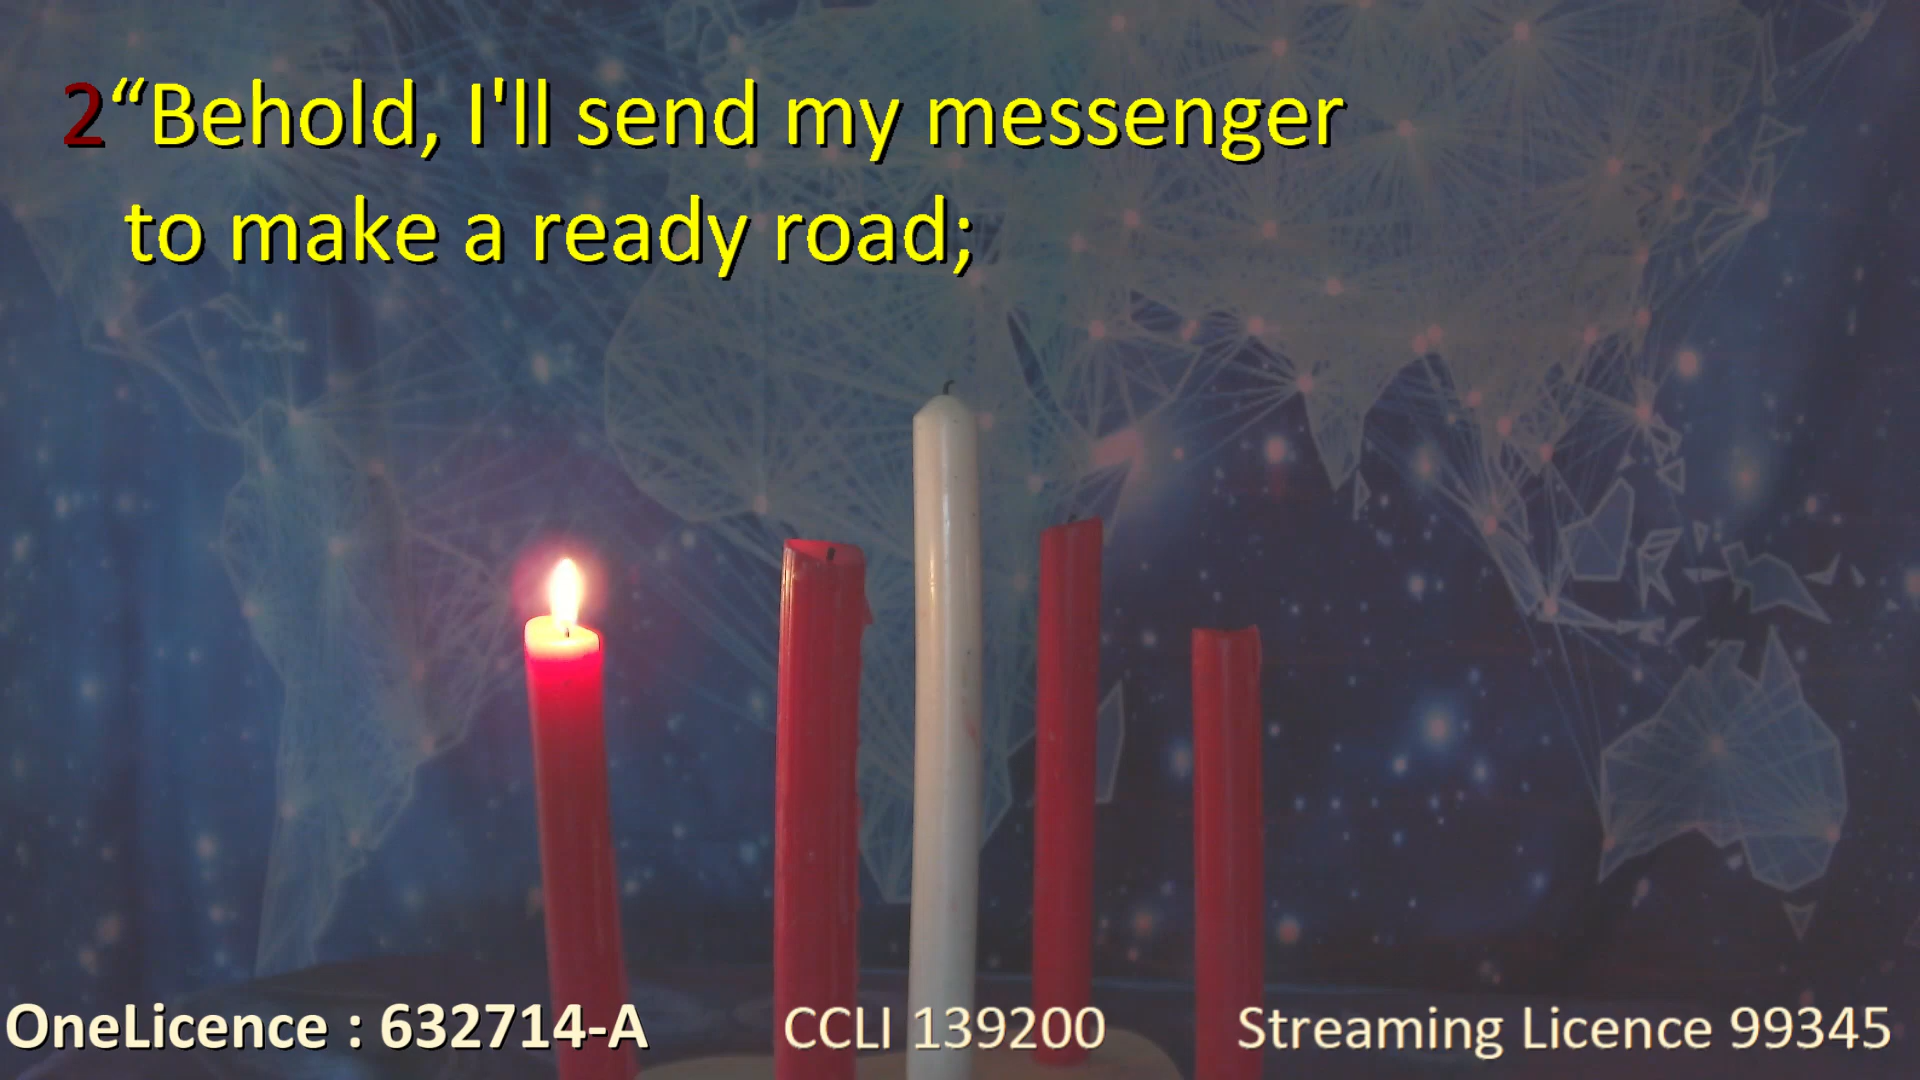 2“Behold, I'll send my messenger
to make a ready road;
OneLicence : 632714-A CCLI 139200 Streaming Licence 99345